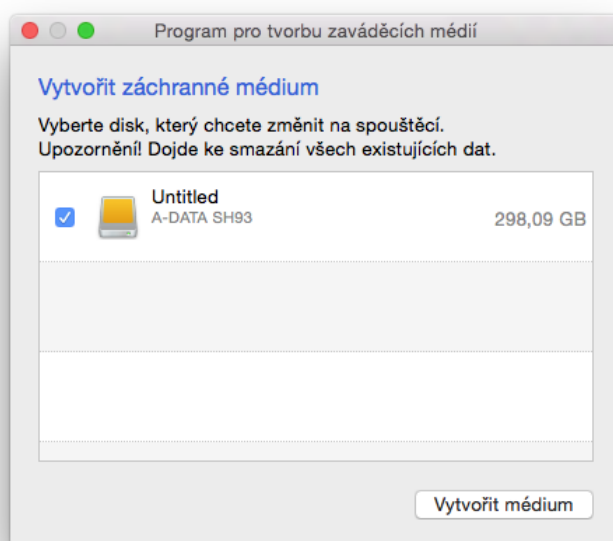 Program pro tvorbu zaváděcích médií
Vytvořit záchranné médium
Vyberte disk, který chcete změnit na spouštěcí.
Upozornění! Dojde ke smazání všech existujících dat.
Untitled
A-DATA SH93
298,09 GB
Vytvořit médium